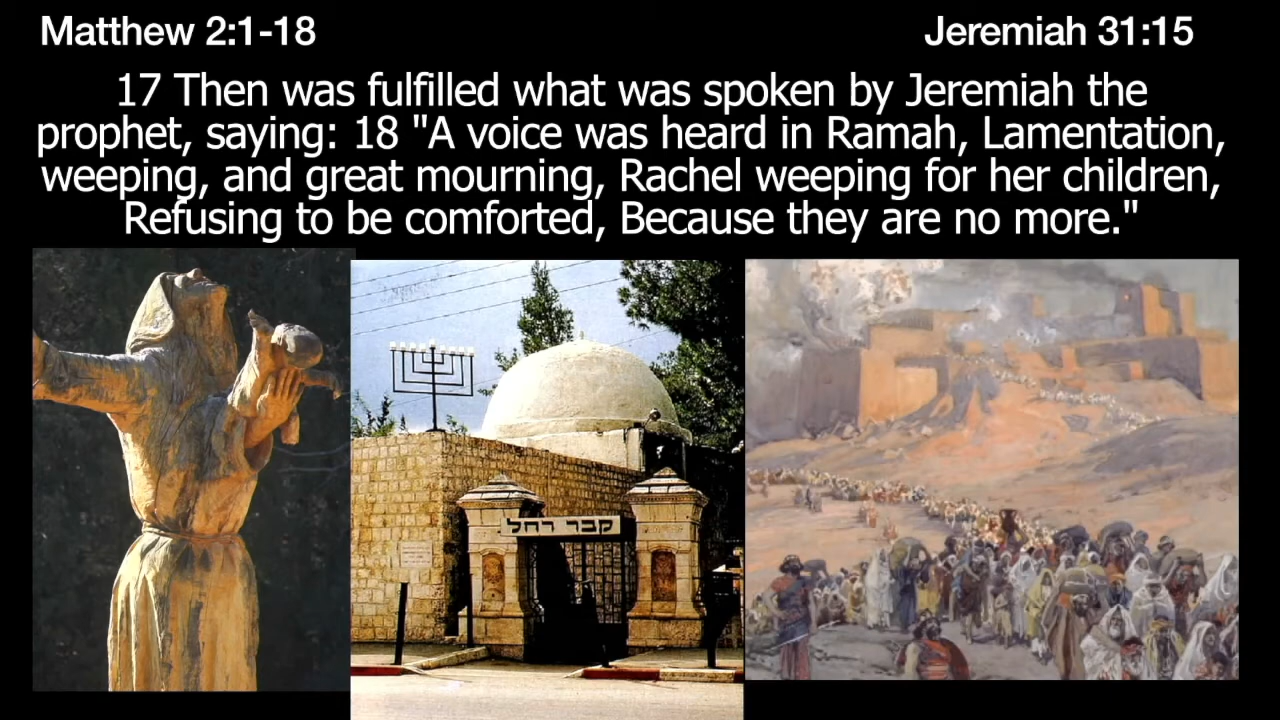 Matthew 2:1-18
Jeremiah 31:15
17 Then was fulfilled what was spoken by Jeremiah the
prophet, saying: 18 "A voice was heard in Ramah, Lamentation,
weeping, and great mourning, Rachel weeping for her children,
Refusing to be comforted, Because they are no more."
קבר רחל